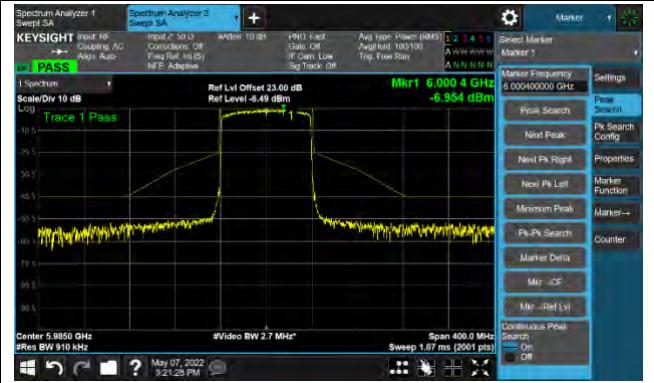 Spectrum Analyzer 1
Swept SA
Spectrum Analyzer 2
Swept SA
Marker
KEYSIGHT
Input: RF
Coupling: AC
Align: Auto
Input Z: 50 Ω
Corrections: Off
Freq Ref: Int (S)
NFE: Adaptive
#Atten: 10 dB
PNO: Fast
Gate: Off
IF Gain: Low
Sig Track: Off
Avg Type: Power (RMS)
Avg|Hold: 100/100
Trig: Free Run
1 2 3 4 5 6
A W W W W W
A N N N N N
PASS
Select Marker
Marker 1
1 Spectrum
Scale/Div 10 dB
Ref Lvl Offset 23.00 dB
Ref Level -6.49 dBm
Mkr1 6.000 4 GHz
-6.954 dBm
Log
Trace 1 Pass
1
Marker Frequency
6.000400000 GHz
Peak Search
Next Peak
Next Pk Right
Next Pk Left
Minimum Peak
Pk-Pk Search
Marker Delta
Mkr→CF
Mkr→Ref Lvl
Continuous Peak
Search
On
Off
Settings
Peak
Search
Pk Search
Config
Properties
Marker
Function
Marker→
Counter
Center 5.9850 GHz
#Res BW 910 kHz
#Video BW 2.7 MHz*
Span 400.0 MHz
Sweep 1.07 ms (2001 pts)
May 07, 2022
3:21:28 PM